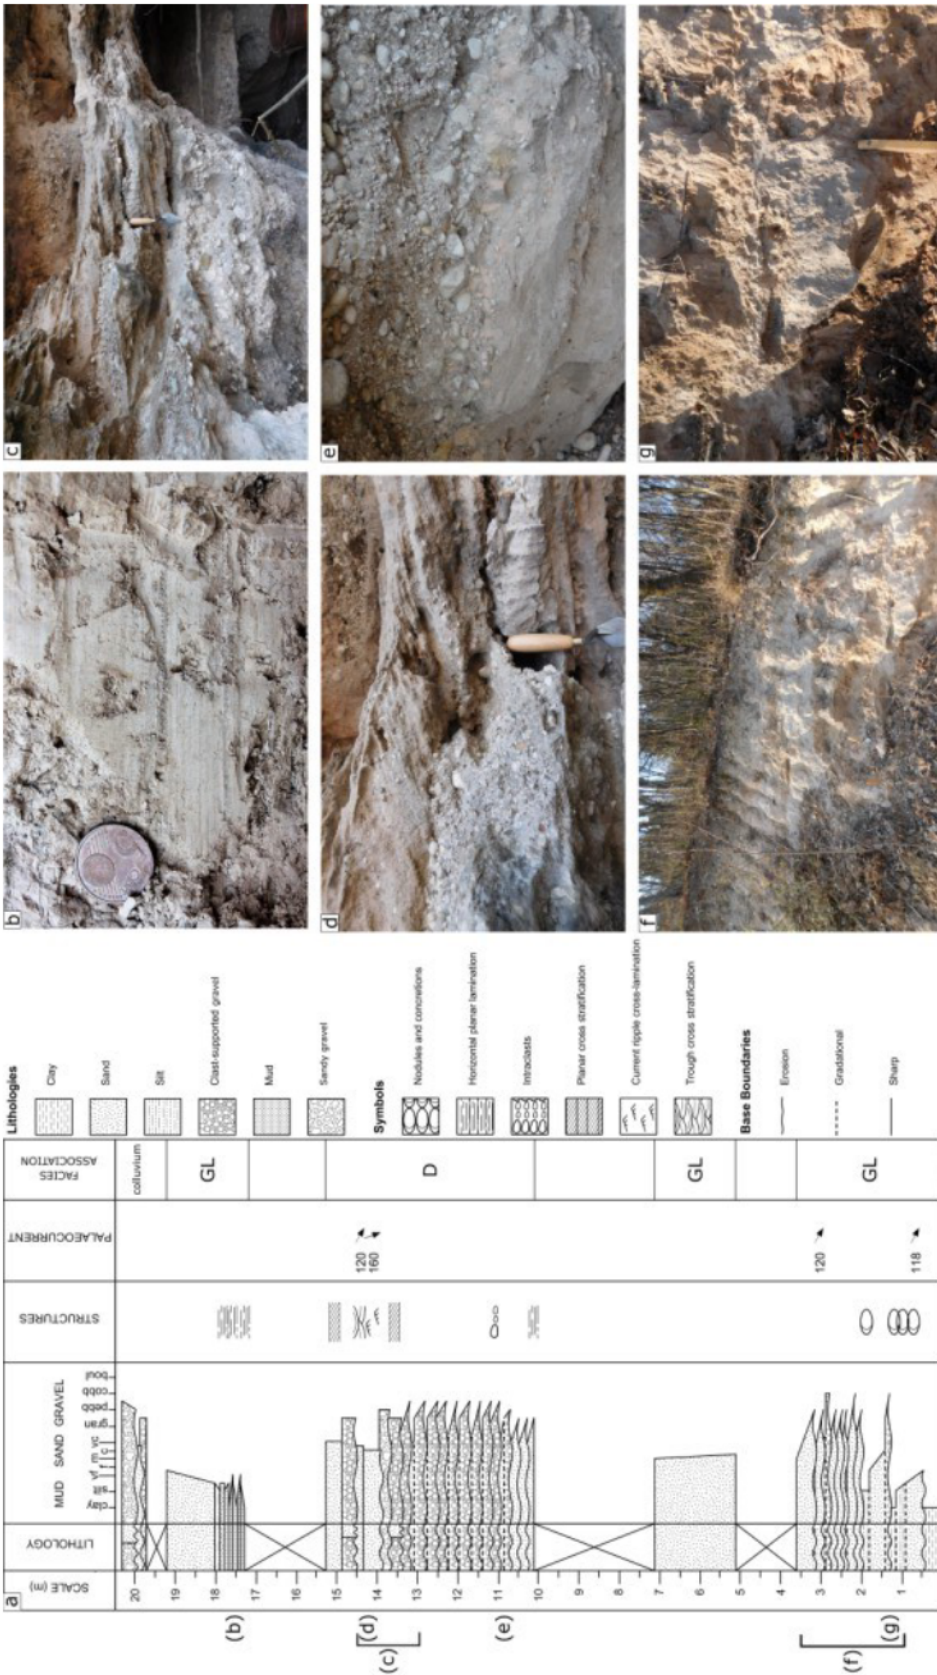 a
SCALE (m)
LITHOLOGY
MUD SAND GRAVEL
clay
silt
vf
f
m
c
vc
gran
pebb
cobb
boul
STRUCTURES
PALAEOCURRENT
FACIES
ASSOCIATION
20
19
18
17
16
15
14
13
12
11
10
9
8
7
6
5
4
3
2
1
(b)
(d)
(c)
(e)
(f)
(g)
120
160
120
118
colluvium
GL
D
GL
GL
Lithologies
Clay
Sand
Silt
Clast-supported gravel
Mud
Sandy gravel
Symbols
Nodules and concretions
Horizontal planar lamination
Intraclasts
Planar cross stratification
Current ripple cross-lamination
Trough cross stratification
Base Boundaries
Erosion
Gradational
Sharp
b
c
d
e
f
g